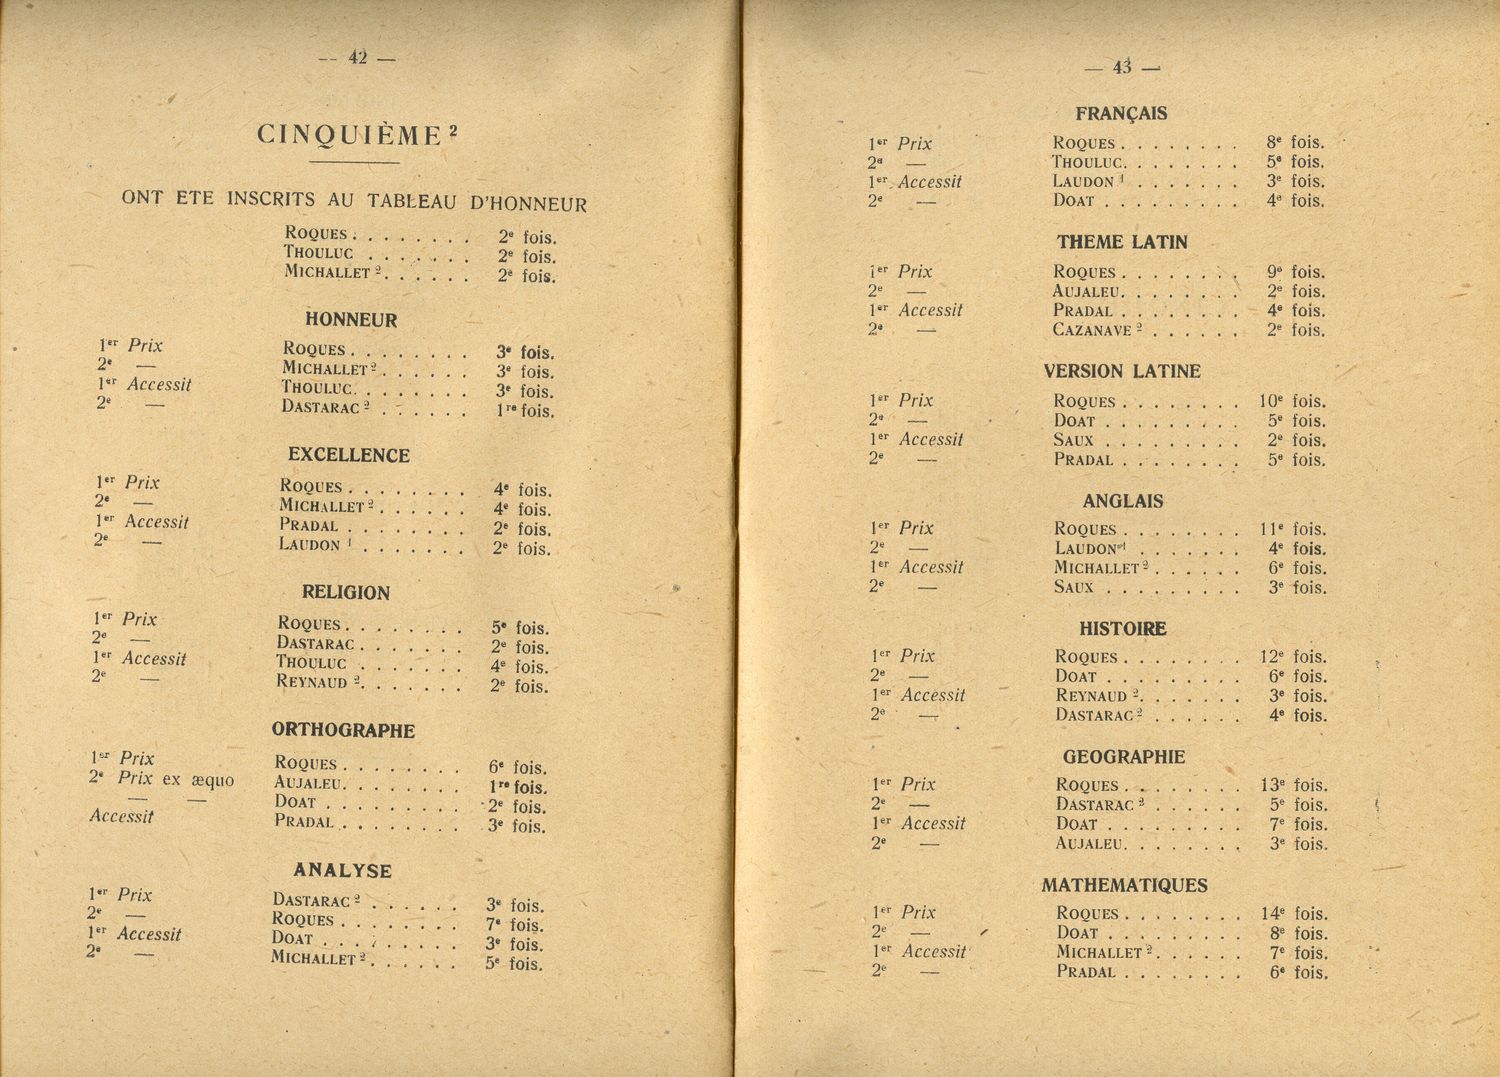 — 42 —
CINQUIÈME ²
ONT ETE INSCRITS AU TABLEAU D'HONNEUR
ROQUES . . . . . . . . 2ᵉ fois.
THOULUC . . . . . . . 2ᵉ fois.
MICHALLET ². . . . . . 2ᵉ fois.
HONNEUR
1ᵉʳ Prix ROQUES . . . . . . . . 3ᵉ fois.
2ᵉ — MICHALLET ². . . . . . 3ᵉ fois.
1ᵉʳ Accessit THOULUC. . . . . . . . 3ᵉ fois.
2ᵉ — DASTARAC ² . . . . . . 1ʳᵉ fois.
EXCELLENCE
1ᵉʳ Prix ROQUES . . . . . . . . 4ᵉ fois.
2ᵉ — MICHALLET ². . . . . . 4ᵉ fois.
1ᵉʳ Accessit PRADAL . . . . . . . . 2ᵉ fois.
2ᵉ — LAUDON ¹ . . . . . . . 2ᵉ fois.
RELIGION
1ᵉʳ Prix ROQUES . . . . . . . . 5ᵉ fois.
2ᵉ — DASTARAC . . . . . . . 2ᵉ fois.
1ᵉʳ Accessit THOULUC . . . . . . . 4ᵉ fois.
2ᵉ — REYNAUD ². . . . . . . 2ᵉ fois.
ORTHOGRAPHE
1ᵉʳ Prix ROQUES . . . . . . . . 6ᵉ fois.
2ᵉ Prix ex æquo AUJALEU. . . . . . . . 1ʳᵉ fois.
— — DOAT . . . . . . . . . 2ᵉ fois.
Accessit PRADAL . . . . . . . . 3ᵉ fois.
ANALYSE
1ᵉʳ Prix DASTARAC ² . . . . . . 3ᵉ fois.
2ᵉ — ROQUES . . . . . . . . 7ᵉ fois.
1ᵉʳ Accessit DOAT . . . . . . . . . 3ᵉ fois.
2ᵉ — MICHALLET ². . . . . . 5ᵉ fois.
— 43 —
FRANÇAIS
1ᵉʳ Prix ROQUES . . . . . . . . 8ᵉ fois.
2ᵉ — THOULUC. . . . . . . . 5ᵉ fois.
1ᵉʳ Accessit LAUDON ¹ . . . . . . . 3ᵉ fois.
2ᵉ — DOAT . . . . . . . . . 4ᵉ fois.
THEME LATIN
1ᵉʳ Prix ROQUES . . . . . . . . 9ᵉ fois.
2ᵉ — AUJALEU. . . . . . . . 2ᵉ fois.
1ᵉʳ Accessit PRADAL . . . . . . . . 4ᵉ fois.
2ᵉ — CAZANAVE ² . . . . . . 2ᵉ fois.
VERSION LATINE
1ᵉʳ Prix ROQUES . . . . . . . . 10ᵉ fois.
2ᵉ — DOAT . . . . . . . . . 5ᵉ fois.
1ᵉʳ Accessit SAUX . . . . . . . . . 2ᵉ fois.
2ᵉ — PRADAL . . . . . . . . 5ᵉ fois.
ANGLAIS
1ᵉʳ Prix ROQUES . . . . . . . . 11ᵉ fois.
2ᵉ — LAUDON ¹ . . . . . . . 4ᵉ fois.
1ᵉʳ Accessit MICHALLET ². . . . . . 6ᵉ fois.
2ᵉ — SAUX . . . . . . . . . 3ᵉ fois.
HISTOIRE
1ᵉʳ Prix ROQUES . . . . . . . . 12ᵉ fois.
2ᵉ — DOAT . . . . . . . . . 6ᵉ fois.
1ᵉʳ Accessit REYNAUD ². . . . . . . 3ᵉ fois.
2ᵉ — DASTARAC ² . . . . . . 4ᵉ fois.
GEOGRAPHIE
1ᵉʳ Prix ROQUES . . . . . . . . 13ᵉ fois.
2ᵉ — DASTARAC ² . . . . . . 5ᵉ fois.
1ᵉʳ Accessit DOAT . . . . . . . . . 7ᵉ fois.
2ᵉ — AUJALEU. . . . . . . . 3ᵉ fois.
MATHEMATIQUES
1ᵉʳ Prix ROQUES . . . . . . . . 14ᵉ fois.
2ᵉ — DOAT . . . . . . . . . 8ᵉ fois.
1ᵉʳ Accessit MICHALLET ². . . . . . 7ᵉ fois.
2ᵉ — PRADAL . . . . . . . . 6ᵉ fois.